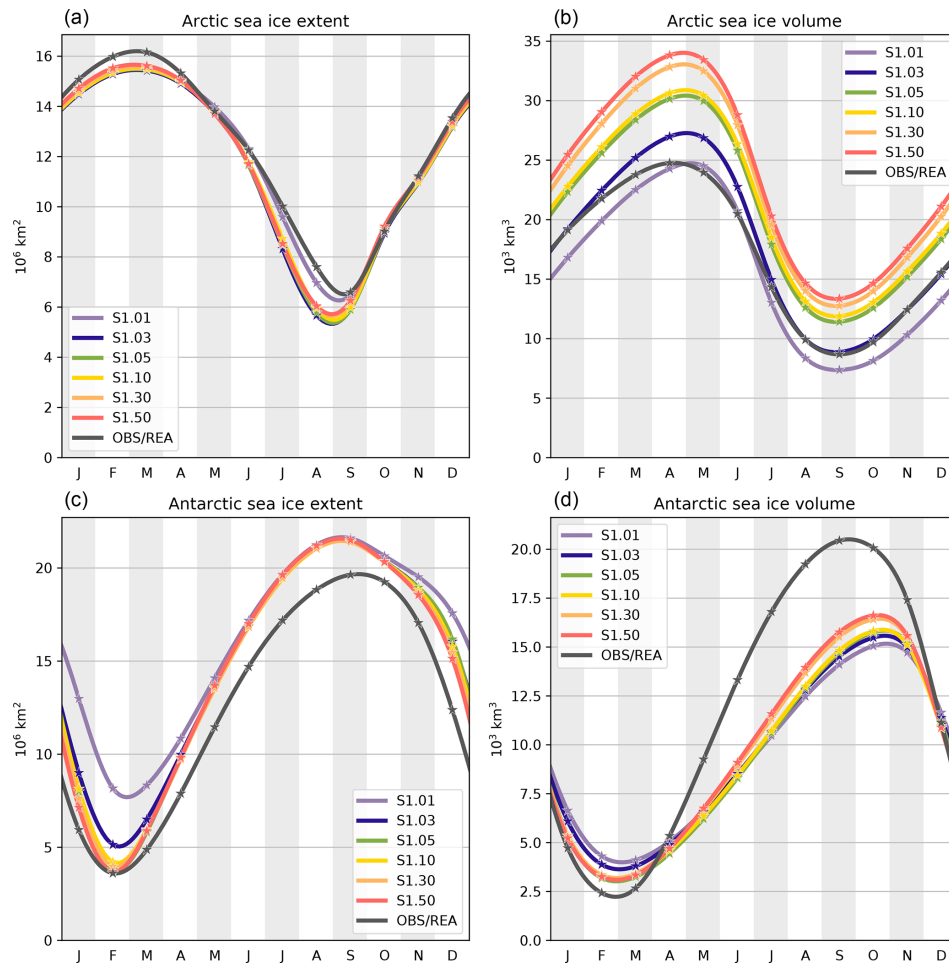 (a)
Arctic sea ice extent
16
14
12
10
8
6
4
2
0
10⁶ km²
S1.01
S1.03
S1.05
S1.10
S1.30
S1.50
OBS/REA
J F M A M J J A S O N D
(b)
Arctic sea ice volume
35
30
25
20
15
10
5
0
10³ km³
S1.01
S1.03
S1.05
S1.10
S1.30
S1.50
OBS/REA
J F M A M J J A S O N D
(c)
Antarctic sea ice extent
20
15
10
5
0
10⁶ km²
S1.01
S1.03
S1.05
S1.10
S1.30
S1.50
OBS/REA
J F M A M J J A S O N D
(d)
Antarctic sea ice volume
20.0
17.5
15.0
12.5
10.0
7.5
5.0
2.5
0.0
10³ km³
S1.01
S1.03
S1.05
S1.10
S1.30
S1.50
OBS/REA
J F M A M J J A S O N D